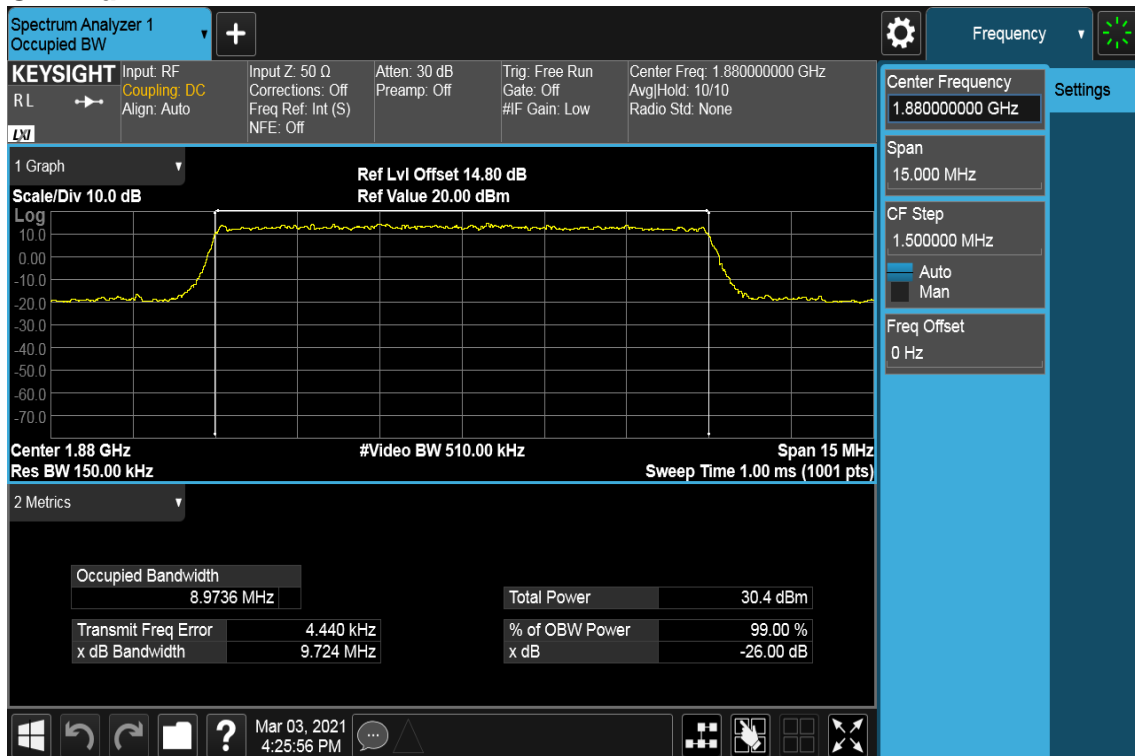 Spectrum Analyzer 1
Occupied BW
+
Frequency
KEYSIGHT
R L
LXI
Input: RF
Coupling: DC
Align: Auto
Input Z: 50 Ω
Corrections: Off
Freq Ref: Int (S)
NFE: Off
Atten: 30 dB
Preamp: Off
Trig: Free Run
Gate: Off
#IF Gain: Low
Center Freq: 1.880000000 GHz
Avg|Hold: 10/10
Radio Std: None
Center Frequency
1.880000000 GHz
Settings
Span
15.000 MHz
CF Step
1.500000 MHz
Auto
Man
Freq Offset
0 Hz
1 Graph
Ref Lvl Offset 14.80 dB
Scale/Div 10.0 dB
Ref Value 20.00 dBm
Log
10.0
0.00
-10.0
-20.0
-30.0
-40.0
-50.0
-60.0
-70.0
Center 1.88 GHz
#Video BW 510.00 kHz
Span 15 MHz
Res BW 150.00 kHz
Sweep Time 1.00 ms (1001 pts)
2 Metrics
Occupied Bandwidth
8.9736 MHz
Total Power 30.4 dBm
Transmit Freq Error 4.440 kHz
% of OBW Power 99.00 %
x dB Bandwidth 9.724 MHz
x dB -26.00 dB
?
Mar 03, 2021
4:25:56 PM